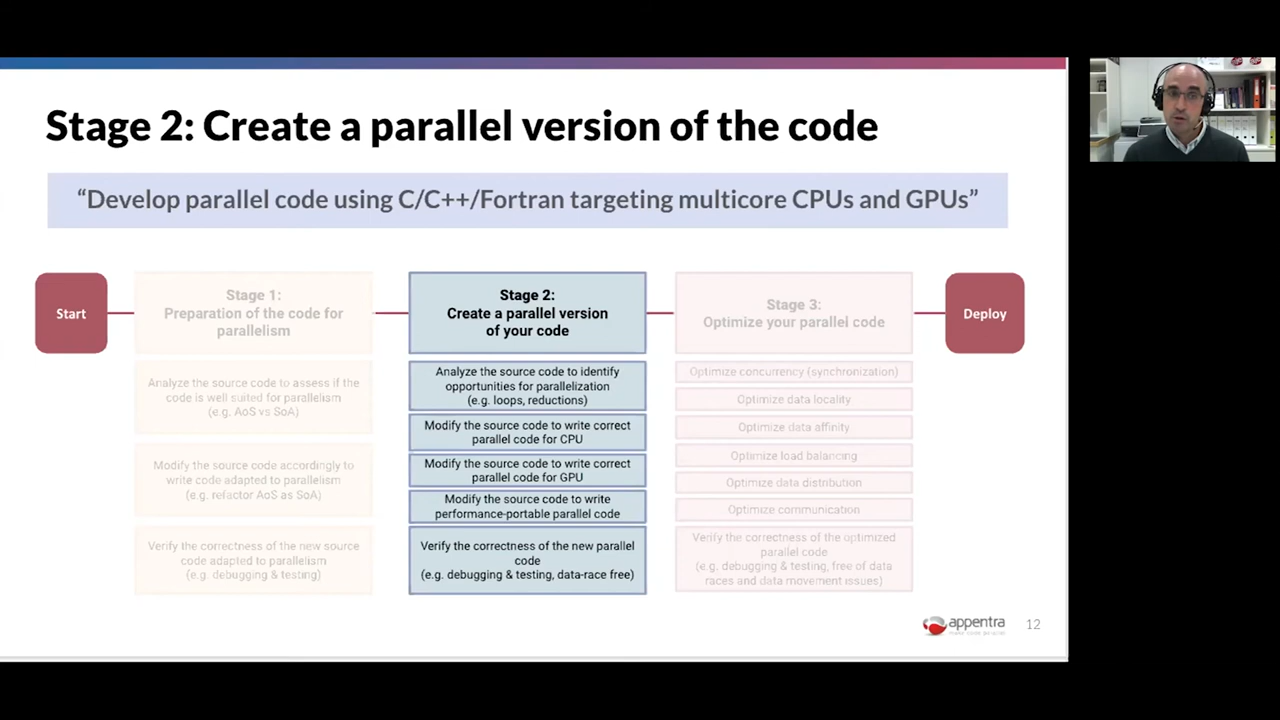 Stage 2: Create a parallel version of the code
“Develop parallel code using C/C++/Fortran targeting multicore CPUs and GPUs”
Start
Stage 1:
Preparation of the code for
parallelism
Analyze the source code to assess if the
code is well suited for parallelism
(e.g. AoS vs SoA)
Modify the source code accordingly to
write code adapted to parallelism
(e.g. refactor AoS as SoA)
Verify the correctness of the new source
code adapted to parallelism
(e.g. debugging & testing)
Stage 2:
Create a parallel version
of your code
Analyze the source code to identify
opportunities for parallelization
(e.g. loops, reductions)
Modify the source code to write correct
parallel code for CPU
Modify the source code to write correct
parallel code for GPU
Modify the source code to write
performance-portable parallel code
Verify the correctness of the new parallel
code
(e.g. debugging & testing, data-race free)
Stage 3:
Optimize your parallel code
Optimize concurrency (synchronization)
Optimize data locality
Optimize data affinity
Optimize load balancing
Optimize data distribution
Optimize communication
Verify the correctness of the optimized
parallel code
(e.g. debugging & testing, free of data
races and data movement issues)
Deploy
appentra
12